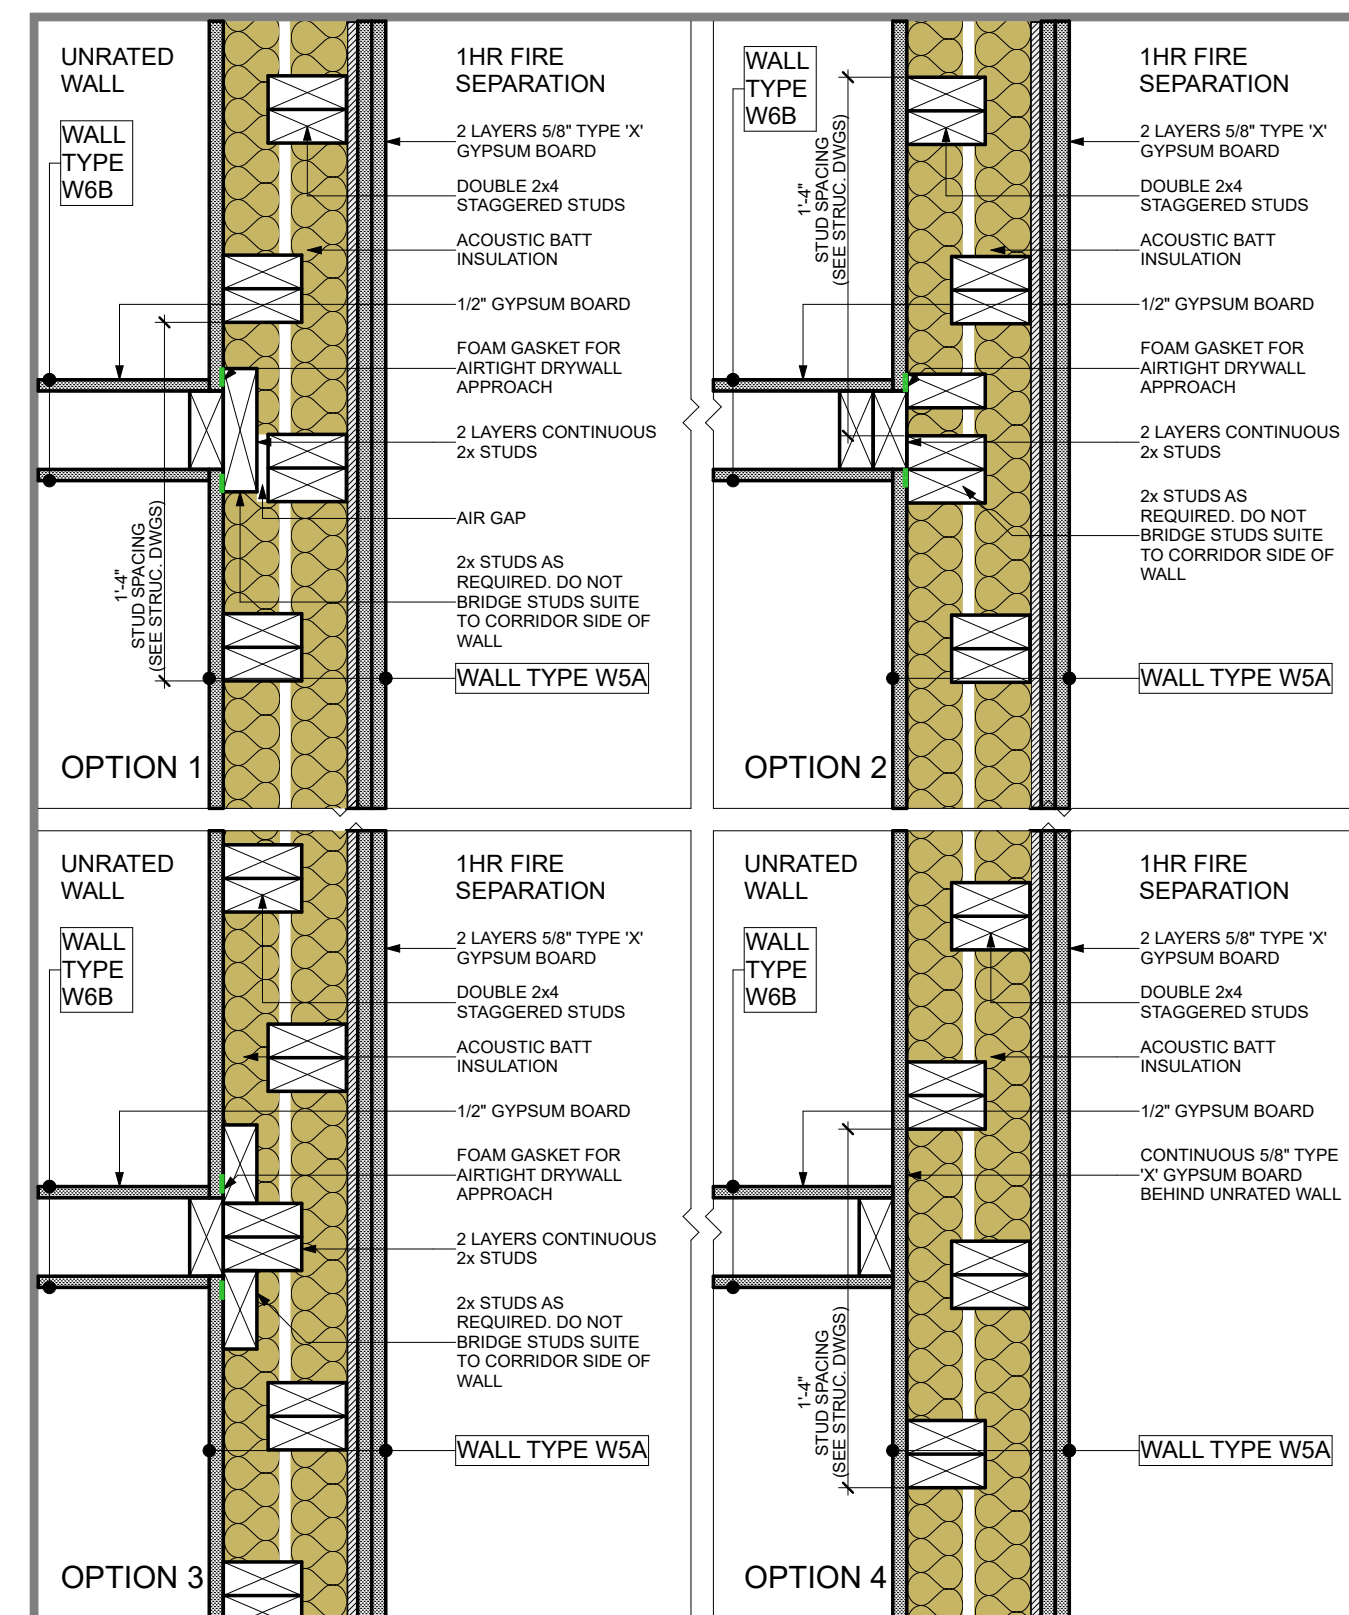 UNRATED
WALL
WALL
TYPE
W6B
1HR FIRE
SEPARATION
2 LAYERS 5/8" TYPE 'X'
GYPSUM BOARD
DOUBLE 2x4
STAGGERED STUDS
ACOUSTIC BATT
INSULATION
1/2" GYPSUM BOARD
FOAM GASKET FOR
AIRTIGHT DRYWALL
APPROACH
2 LAYERS CONTINUOUS
2x STUDS
AIR GAP
2x STUDS AS
REQUIRED. DO NOT
BRIDGE STUDS SUITE
TO CORRIDOR SIDE OF
WALL
1'-4"
STUD SPACING
(SEE STRUC. DWGS)
WALL TYPE W5A
OPTION 1
WALL
TYPE
W6B
1HR FIRE
SEPARATION
1'-4"
STUD SPACING
(SEE STRUC. DWGS)
2 LAYERS 5/8" TYPE 'X'
GYPSUM BOARD
DOUBLE 2x4
STAGGERED STUDS
ACOUSTIC BATT
INSULATION
1/2" GYPSUM BOARD
FOAM GASKET FOR
AIRTIGHT DRYWALL
APPROACH
2 LAYERS CONTINUOUS
2x STUDS
2x STUDS AS
REQUIRED. DO NOT
BRIDGE STUDS SUITE
TO CORRIDOR SIDE OF
WALL
WALL TYPE W5A
OPTION 2
UNRATED
WALL
WALL
TYPE
W6B
1HR FIRE
SEPARATION
2 LAYERS 5/8" TYPE 'X'
GYPSUM BOARD
DOUBLE 2x4
STAGGERED STUDS
ACOUSTIC BATT
INSULATION
1/2" GYPSUM BOARD
FOAM GASKET FOR
AIRTIGHT DRYWALL
APPROACH
2 LAYERS CONTINUOUS
2x STUDS
2x STUDS AS
REQUIRED. DO NOT
BRIDGE STUDS SUITE
TO CORRIDOR SIDE OF
WALL
WALL TYPE W5A
OPTION 3
UNRATED
WALL
WALL
TYPE
W6B
1HR FIRE
SEPARATION
2 LAYERS 5/8" TYPE 'X'
GYPSUM BOARD
DOUBLE 2x4
STAGGERED STUDS
ACOUSTIC BATT
INSULATION
1/2" GYPSUM BOARD
CONTINUOUS 5/8" TYPE
'X' GYPSUM BOARD
BEHIND UNRATED WALL
1'-4"
STUD SPACING
(SEE STRUC. DWGS)
WALL TYPE W5A
OPTION 4